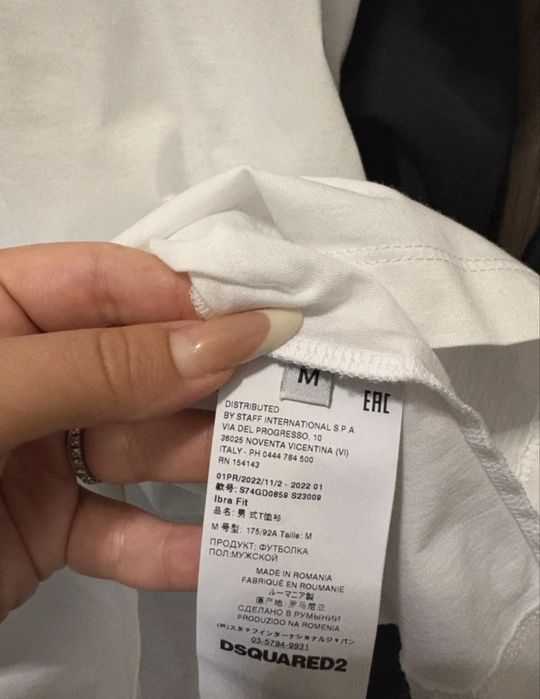 M
EAC
DISTRIBUTED
BY STAFF INTERNATIONAL S.P.A
VIA DEL PROGRESSO, 10
36025 NOVENTA VICENTINA (VI)
ITALY - PH 0444 784 500
RN 154143
01PR/2022/11/2 - 2022 01
款号: S74GD0859 S23009
Ibra Fit
品名: 男 式T恤衫
M 号型: 175/92A Taille: M
ПРОДУКТ: ФУТБОЛКА
ПОЛ:МУЖСКОЙ
MADE IN ROMANIA
FABRIQUÉ EN ROUMANIE
ルーマニア製
原产地: 罗马尼亚
СДЕЛАНО В РУМЫНИИ
PRODUZIDO NA ROMENIA
(株)スタッフインターナショナルジャパン
03-5794-9931
DSQUARED2